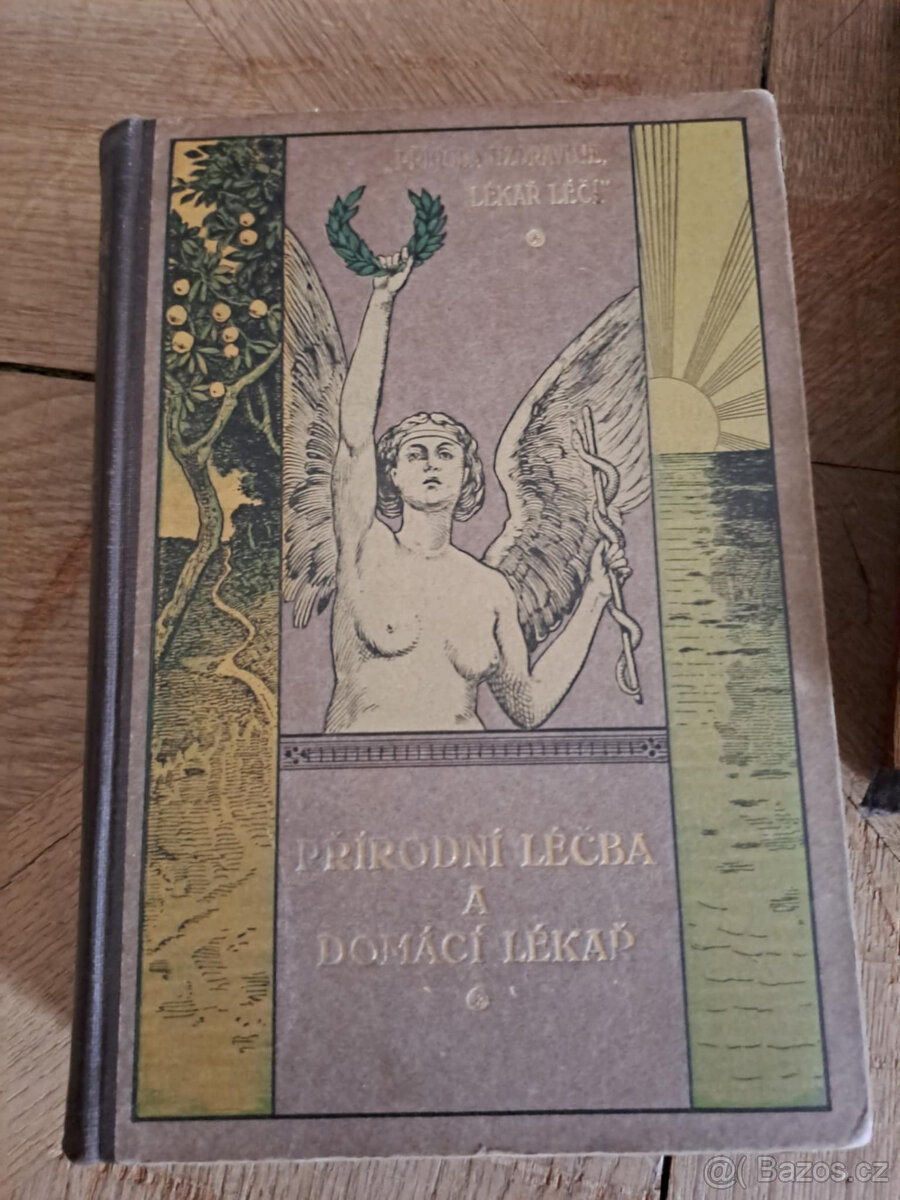 „PŘÍRODA UZDRAVUJE,
LÉKAŘ LÉČÍ"
PŘÍRODNÍ LÉČBA
A
DOMÁCÍ LÉKAŘ
@( Bazos.cz